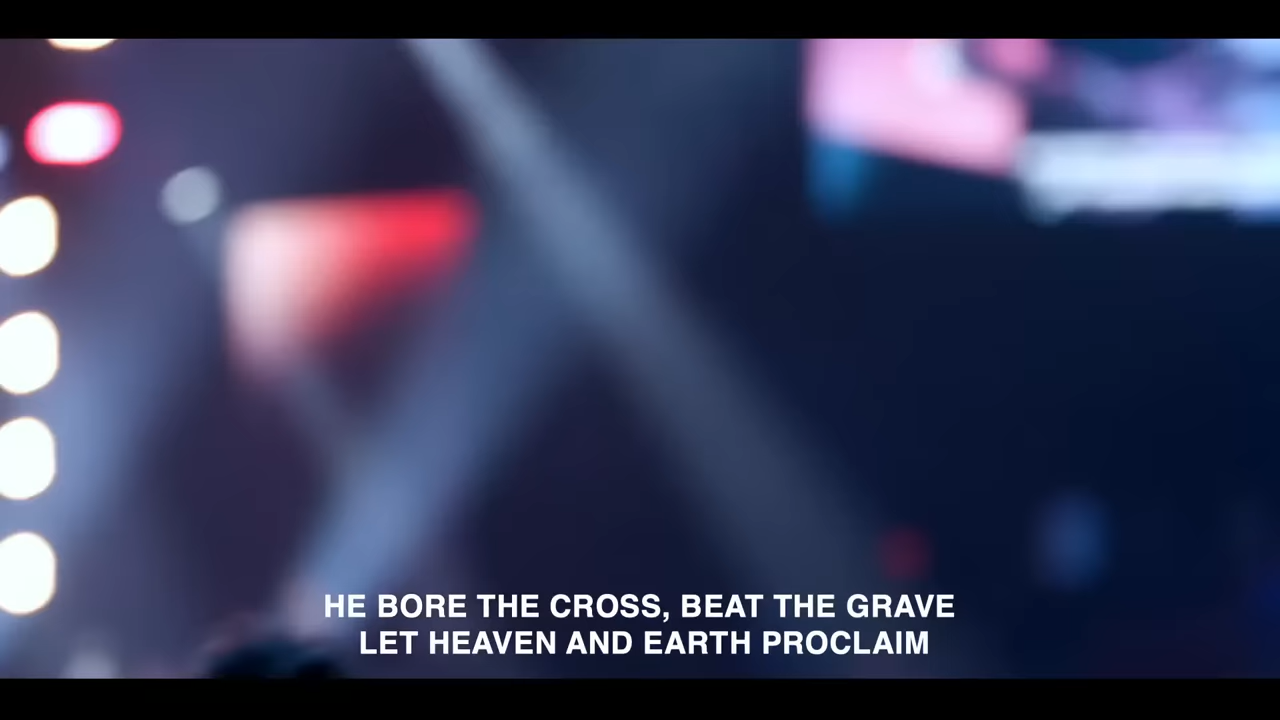 HE BORE THE CROSS, BEAT THE GRAVE
LET HEAVEN AND EARTH PROCLAIM